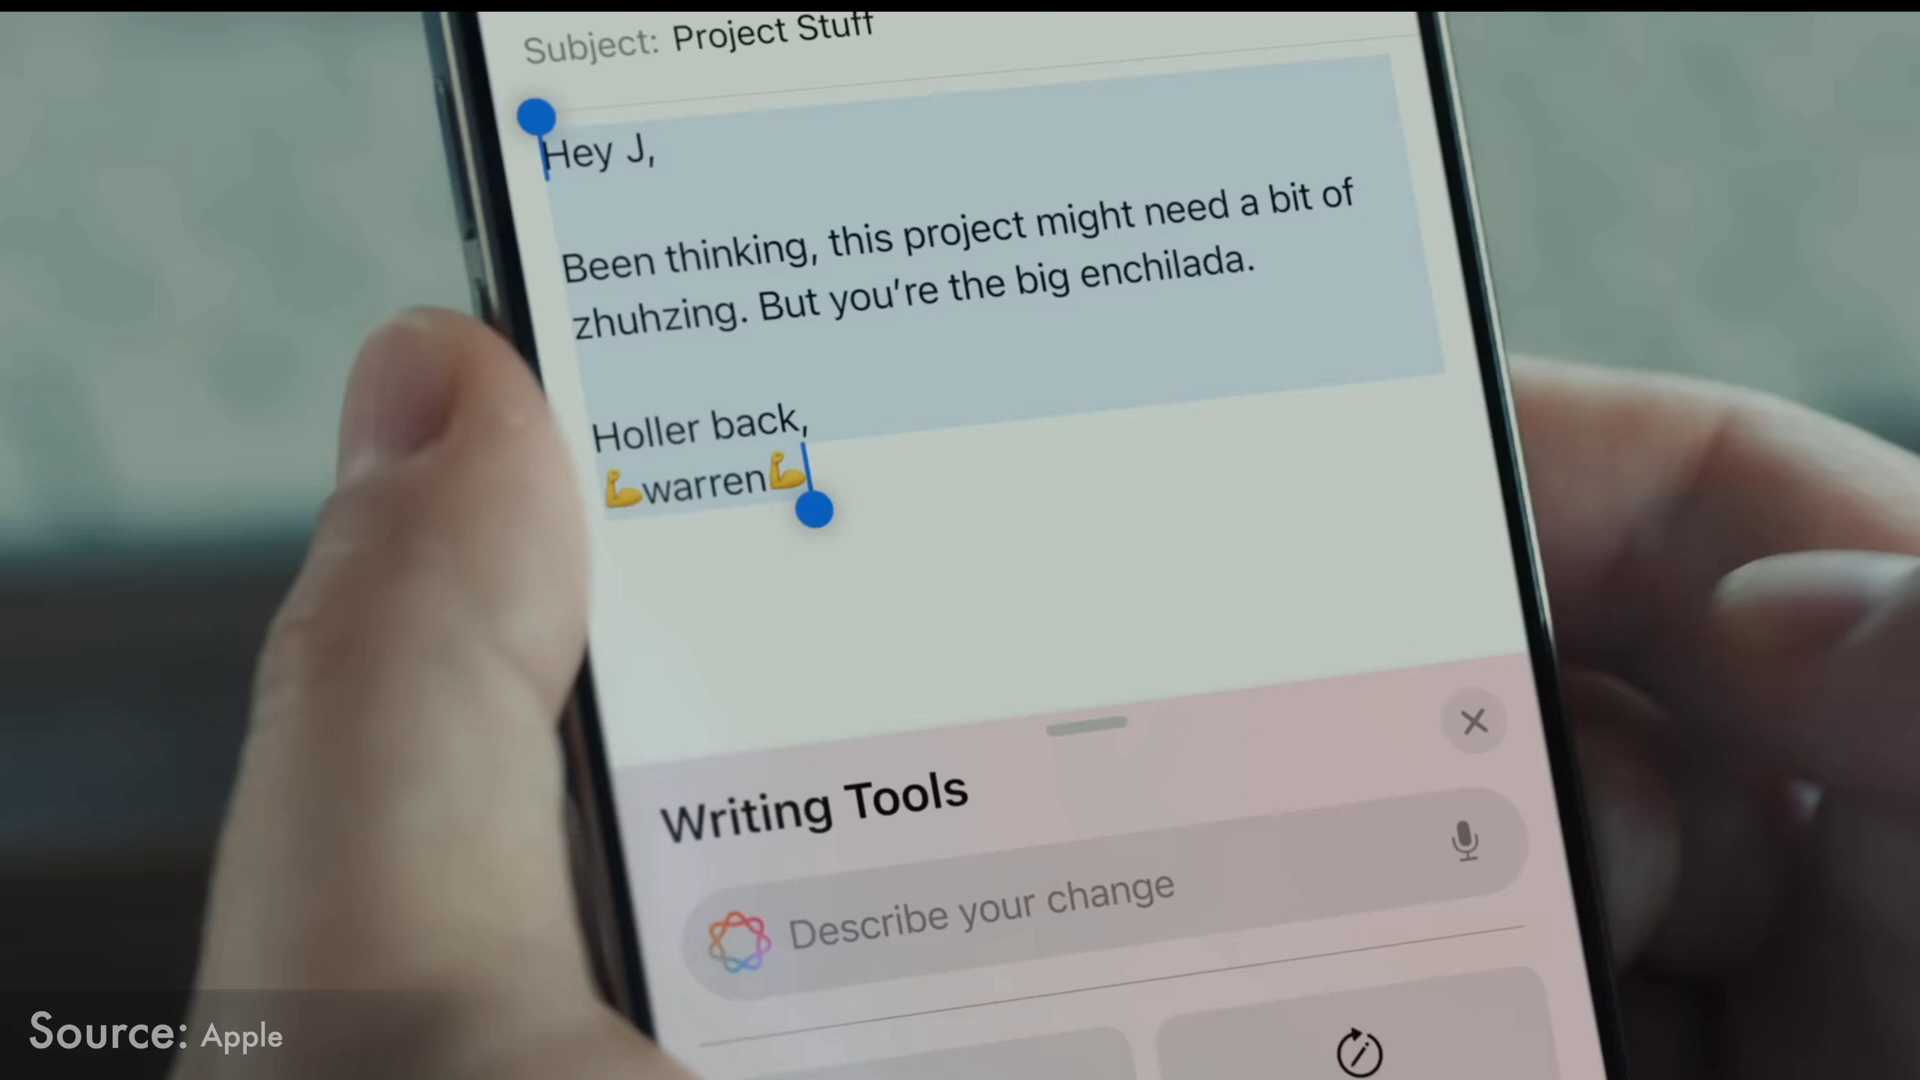 Subject: Project Stuff
Hey J,
Been thinking, this project might need a bit of
zhuhzing. But you're the big enchilada.
Holler back,
💪warren💪
Writing Tools
Describe your change
Source: Apple